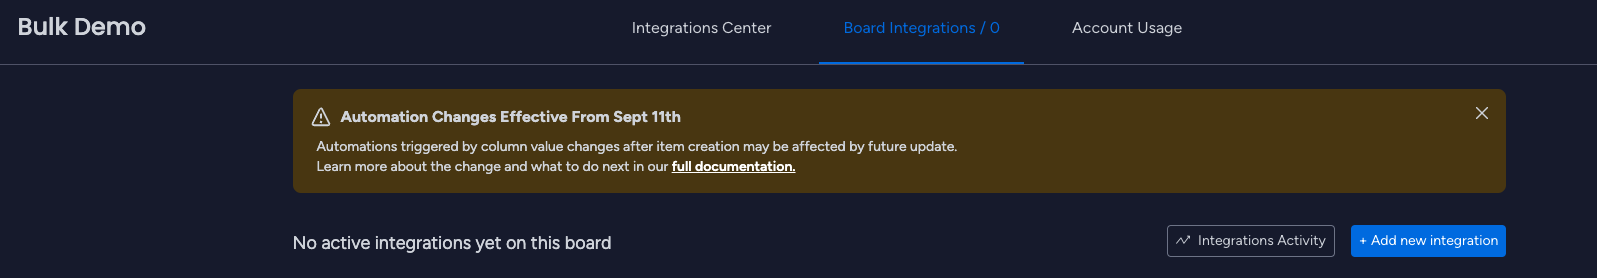 Bulk Demo
Integrations Center
Board Integrations / 0
Account Usage
Automation Changes Effective From Sept 11th
Automations triggered by column value changes after item creation may be affected by future update.
Learn more about the change and what to do next in our full documentation.
No active integrations yet on this board
Integrations Activity
+ Add new integration